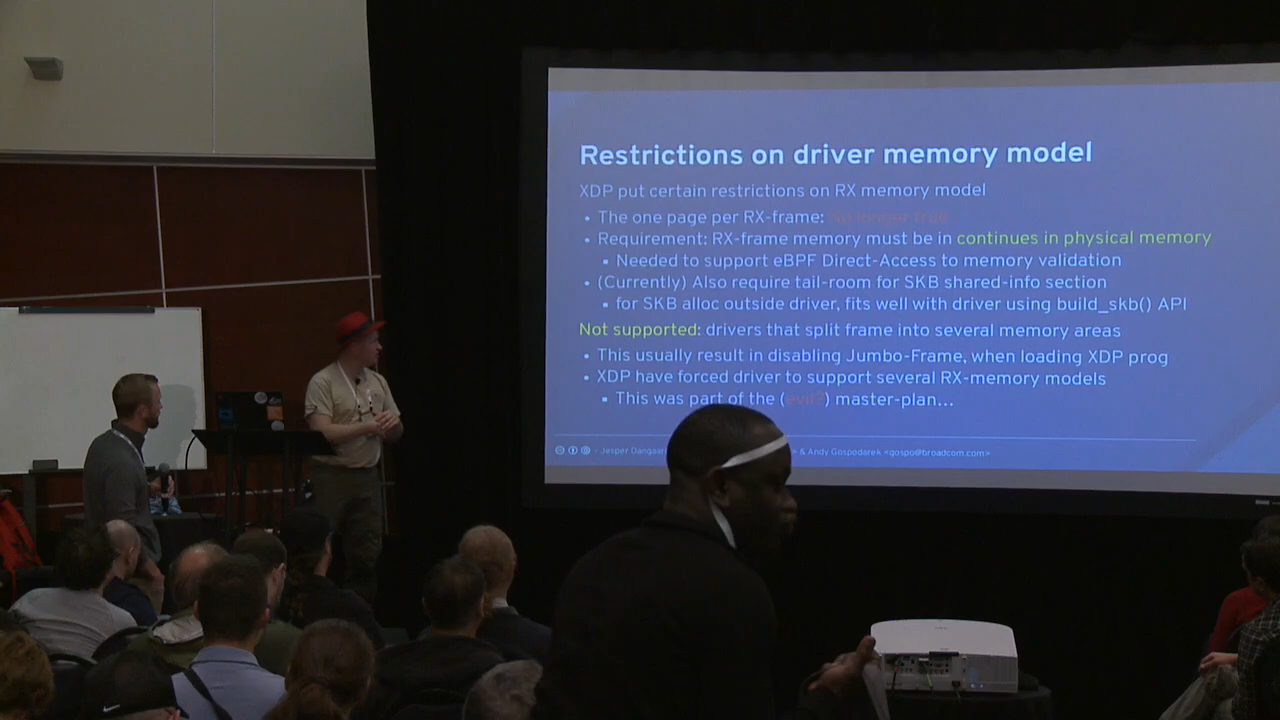 Restrictions on driver memory model
XDP put certain restrictions on RX memory model
• The one page per RX-frame: No longer true
• Requirement: RX-frame memory must be in continues in physical memory
▪ Needed to support eBPF Direct-Access to memory validation
• (Currently) Also require tail-room for SKB shared-info section
▪ for SKB alloc outside driver, fits well with driver using build_skb() API
Not supported: drivers that split frame into several memory areas
• This usually result in disabling Jumbo-Frame, when loading XDP prog
• XDP have forced driver to support several RX-memory models
▪ This was part of the (evil?) master-plan...
- Jesper & Andy Gospodarek <gospo@broadcom.com>